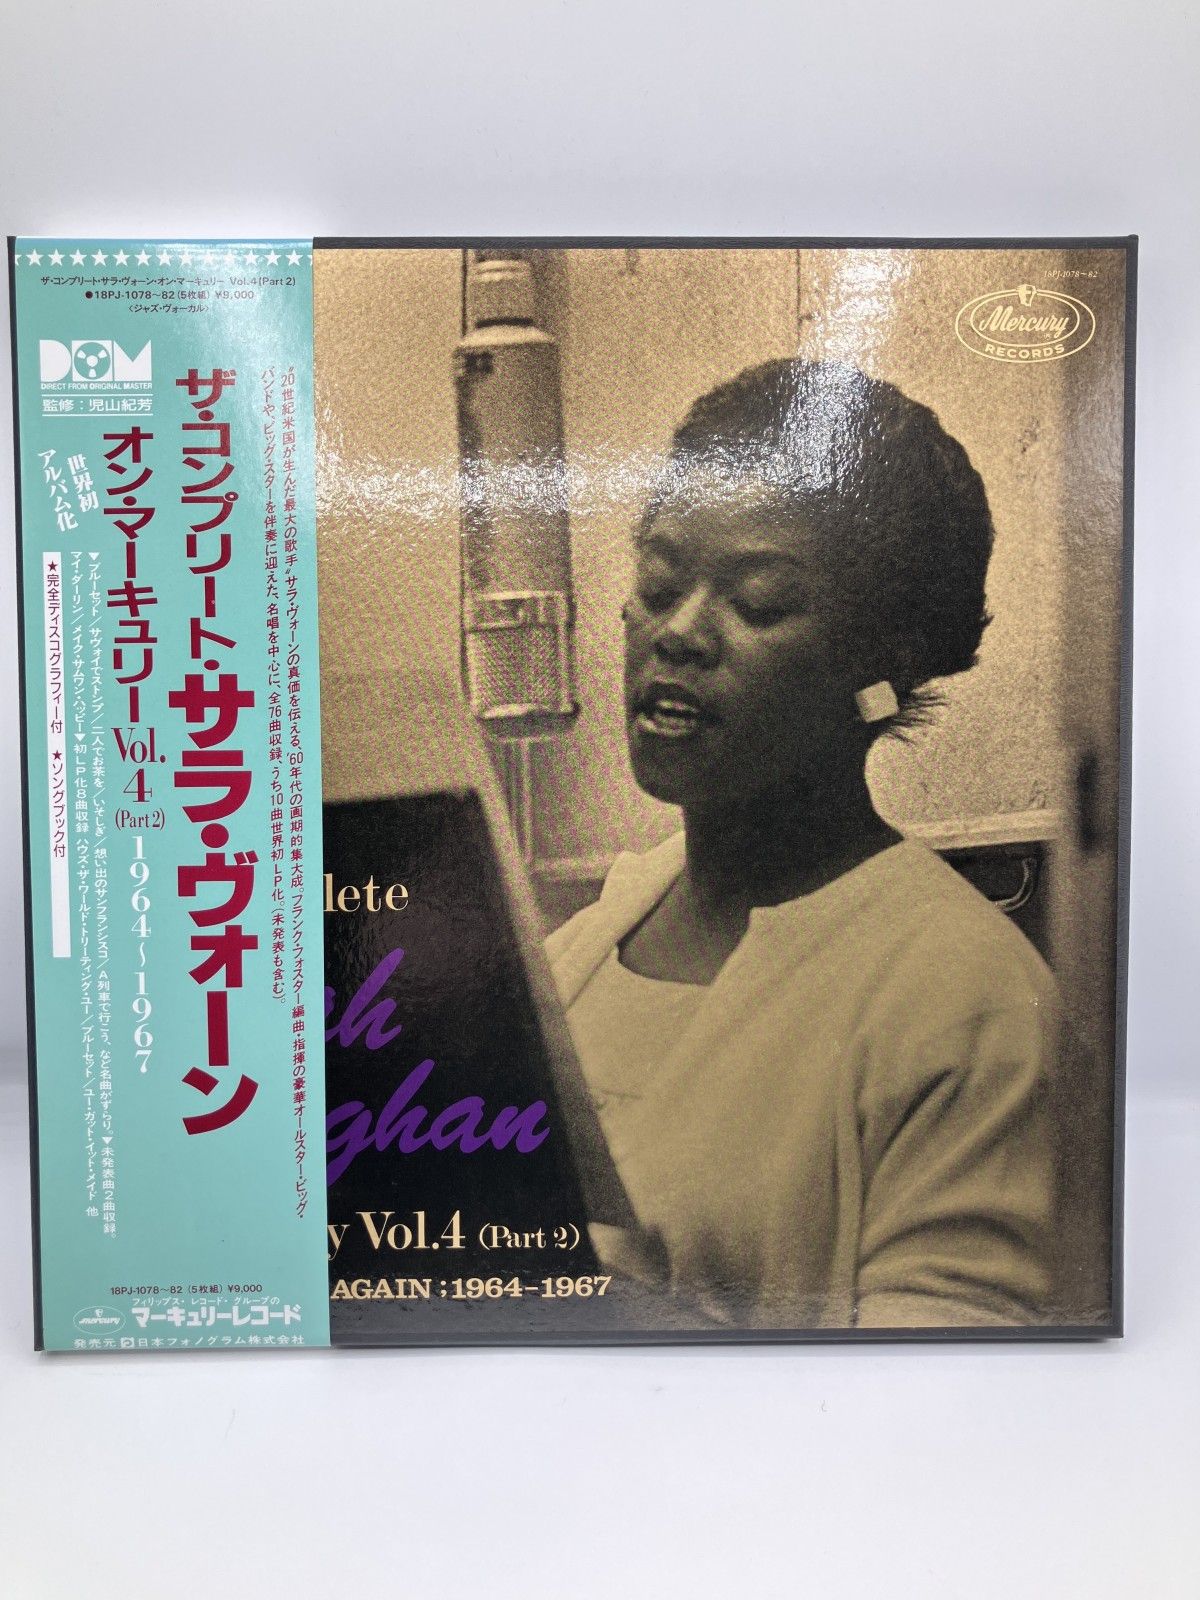 ザ・コンプリート・サラ・ヴォーン・オン・マーキュリー Vol.4(Part 2)
●18PJ-1078〜82(5枚組)¥9,000
〈ジャズ・ヴォーカル〉
DOM
DIRECT FROM ORIGINAL MASTER
監修：児山紀芳
“20世紀米国が生んだ最大の歌手”サラ・ヴォーンの真価を伝える、'60年代の画期的集大成。フランク・フォスター編曲・指揮の豪華オールスター・ビッグ・
バンドや、ビッグ・スターを伴奏に迎えた、名唱を中心に、全76曲収録、うち10曲世界初LP化。(未発表も含む)。
ザ・コンプリート・サラ・ヴォーン
オン・マーキュリー Vol.4 (Part2) 1964〜1967
世界初
アルバム化
▼ブルーセット/サヴォイでストンプ/二人でお茶を/いそしぎ/想い出のサンフランシスコ/A列車で行こう、など名曲がずらり。▼未発表曲2曲収録。
マイ・ダーリン/メイク・サムワン・ハッピー▼初LP化8曲収録 ハウズ・ザ・ワールド・トリーティング・ユー/ブルーセット/ユー・ガット・イット・メイド 他
★完全ディスコグラフィー付 ★ソングブック付
18PJ-1078〜82(5枚組)¥9,000
フィリップス・レコード・グループの
mercury
マーキュリーレコード
発売元 日本フォノグラム株式会社
18PJ-1078〜82
Mercury
RECORDS
lete
ah
ghan
y Vol.4 (Part 2)
AGAIN ; 1964-1967